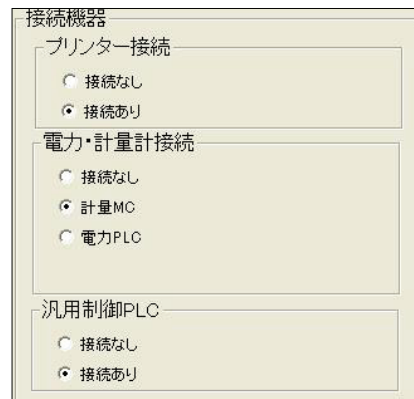 接続機器
プリンター接続
接続なし
接続あり
電力・計量計接続
接続なし
計量MC
電力PLC
汎用制御PLC
接続なし
接続あり